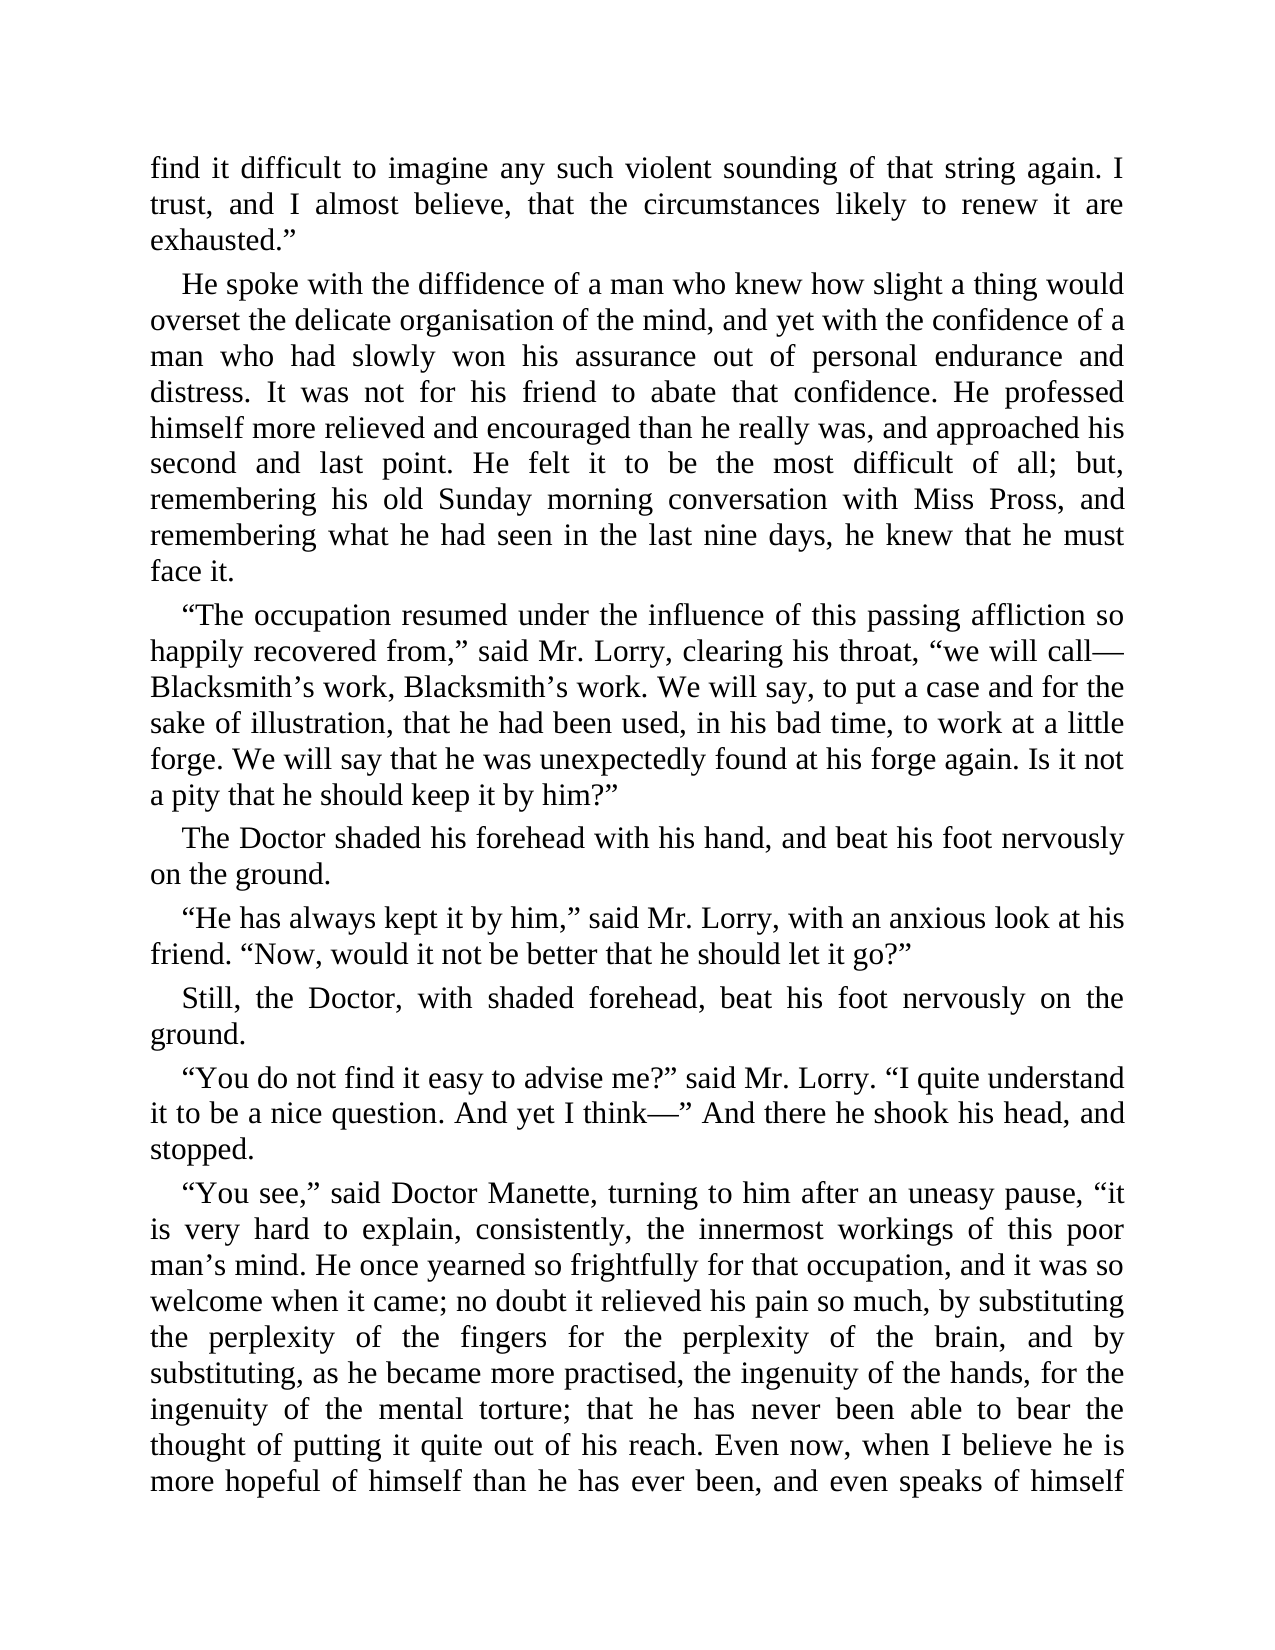 find it difficult to imagine any such violent sounding of that string again. I
trust, and I almost believe, that the circumstances likely to renew it are
exhausted.”
He spoke with the diffidence of a man who knew how slight a thing would
overset the delicate organisation of the mind, and yet with the confidence of a
man who had slowly won his assurance out of personal endurance and
distress. It was not for his friend to abate that confidence. He professed
himself more relieved and encouraged than he really was, and approached his
second and last point. He felt it to be the most difficult of all; but,
remembering his old Sunday morning conversation with Miss Pross, and
remembering what he had seen in the last nine days, he knew that he must
face it.
“The occupation resumed under the influence of this passing affliction so
happily recovered from,” said Mr. Lorry, clearing his throat, “we will call—
Blacksmith’s work, Blacksmith’s work. We will say, to put a case and for the
sake of illustration, that he had been used, in his bad time, to work at a little
forge. We will say that he was unexpectedly found at his forge again. Is it not
a pity that he should keep it by him?”
The Doctor shaded his forehead with his hand, and beat his foot nervously
on the ground.
“He has always kept it by him,” said Mr. Lorry, with an anxious look at his
friend. “Now, would it not be better that he should let it go?”
Still, the Doctor, with shaded forehead, beat his foot nervously on the
ground.
“You do not find it easy to advise me?” said Mr. Lorry. “I quite understand
it to be a nice question. And yet I think—” And there he shook his head, and
stopped.
“You see,” said Doctor Manette, turning to him after an uneasy pause, “it
is very hard to explain, consistently, the innermost workings of this poor
man’s mind. He once yearned so frightfully for that occupation, and it was so
welcome when it came; no doubt it relieved his pain so much, by substituting
the perplexity of the fingers for the perplexity of the brain, and by
substituting, as he became more practised, the ingenuity of the hands, for the
ingenuity of the mental torture; that he has never been able to bear the
thought of putting it quite out of his reach. Even now, when I believe he is
more hopeful of himself than he has ever been, and even speaks of himself